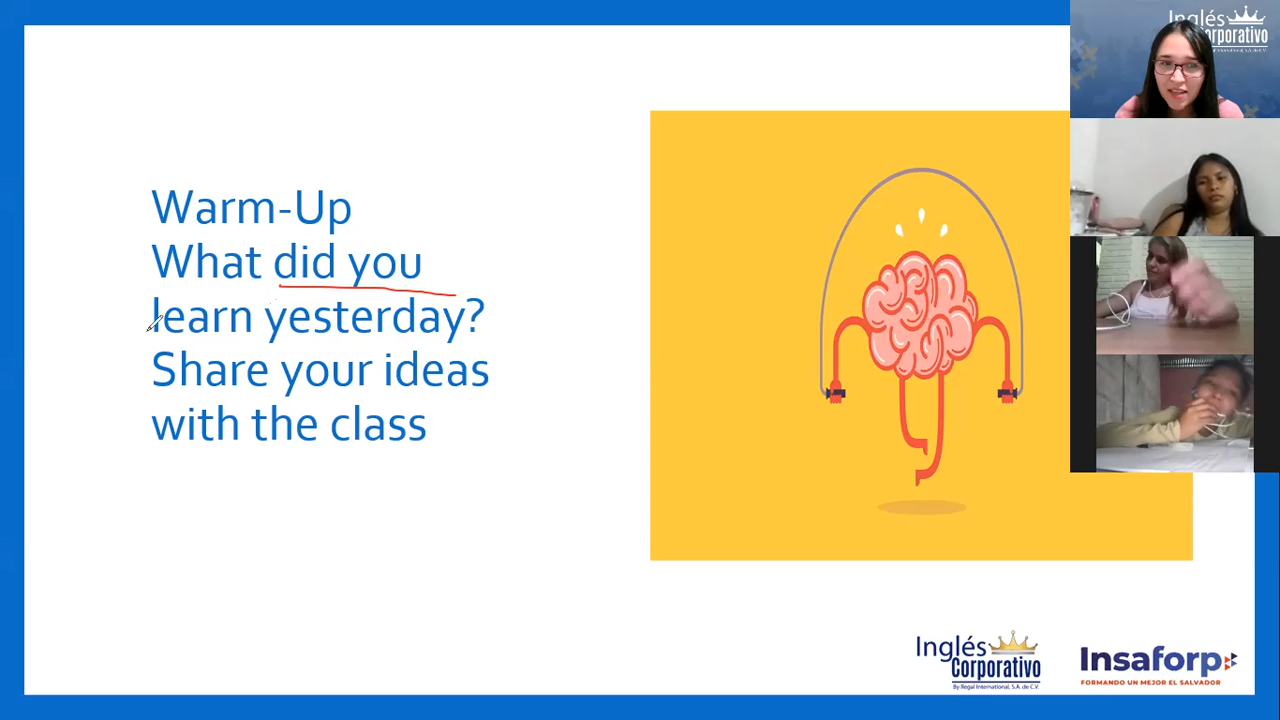 Warm-Up
What did you
learn yesterday?
Share your ideas
with the class
Inglés
Corporativo
Inglés
Corporativo
By Regal International, S.A. de C.V.
Insaforp
FORMANDO UN MEJOR EL SALVADOR